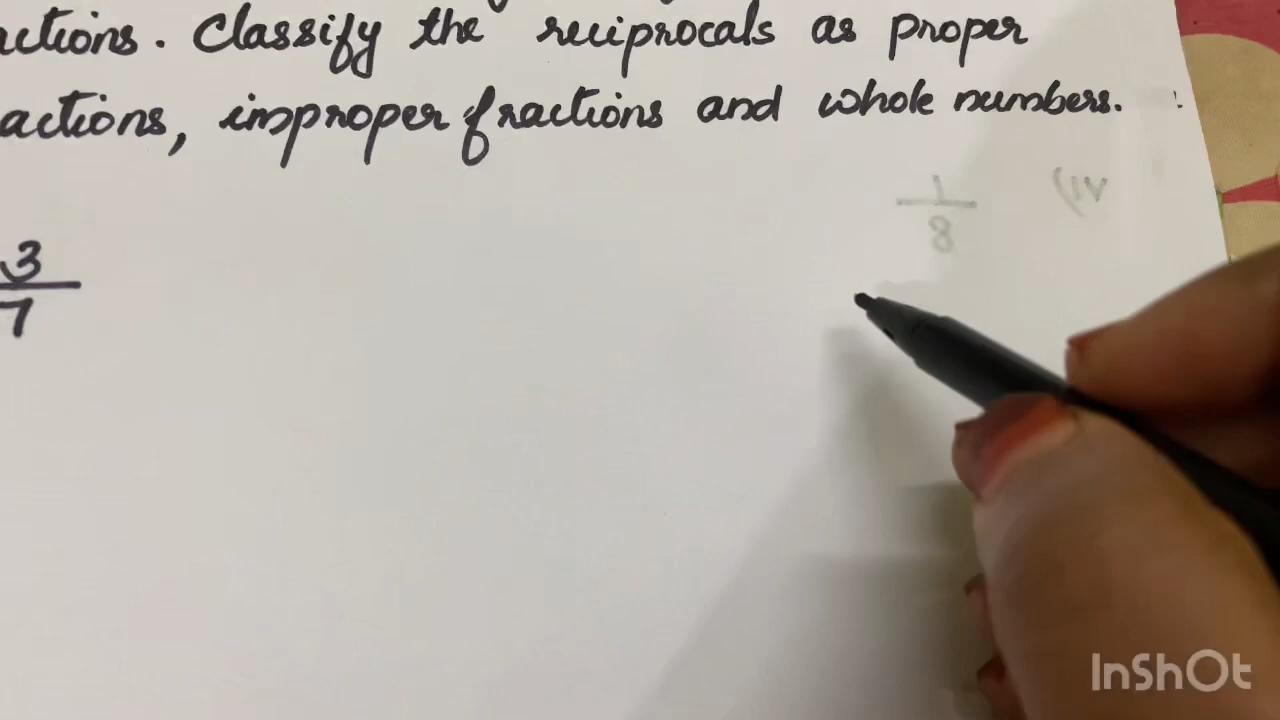 actions. Classify the reciprocals as proper
actions, improper fractions and whole numbers.
3
7
1
8
InShOt